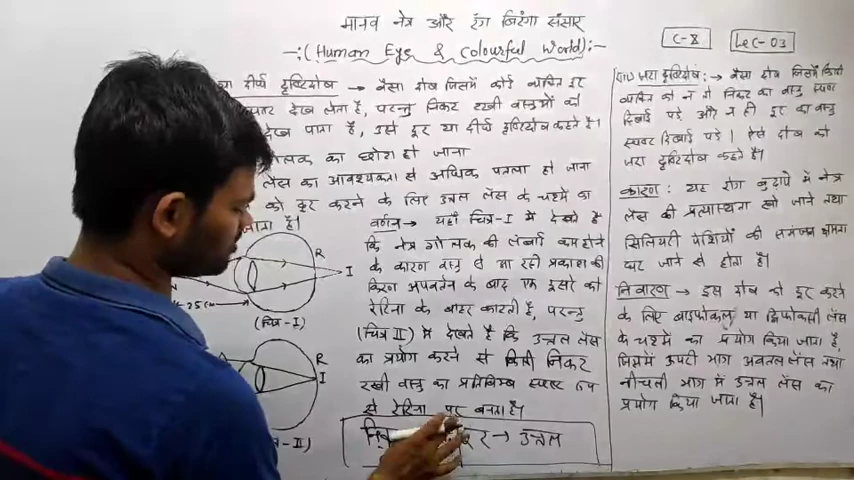 मानव नेत्र और रंग बिरंगा संसार
-:( Human Eye & Colourful World ):-
C-8
Lec-03
दीर्घ दृष्टिदोष → वैसा दोष जिसमें कोई व्यक्ति दूर
देख लेता है, परन्तु निकट रखी वस्तुओं को
देख पाता है, उसे दूर या दीर्घ दृष्टिदोष कहते है।
का छोटा हो जाना
लेंस का आवश्यकता से अधिक पतला हो जाना
को दूर करने के लिए उत्तल लेंस के चश्मे का
जाता है।
वर्णन → यहाँ चित्र-I में देखते है
कि नेत्र गोलक की लंबाई कम होने
के कारण वस्तु से आ रही प्रकाश की
किरण अपवर्तन के बाद एक दूसरे को
रेटिना के बाहर काटती है, परन्तु
(चित्र II) में देखते है कि उत्तल लेंस
का प्रयोग करने से किसी निकट
रखी वस्तु का प्रतिबिम्ब स्पष्ट रूप
से रेटिना पर बनता है।
दूर → उत्तल
R
I
N
25cm
(चित्र-I)
R
I
जरा दृष्टिदोष :→ वैसा दोष जिसमें किसी
व्यक्ति को न तो निकट का वस्तु स्पष्ट
दिखाई पड़े और न ही दूर का वस्तु
स्पष्ट दिखाई पड़े। ऐसे दोष को
जरा दृष्टिदोष कहते है।
कारण : यह रोग बुढ़ापे में नेत्र
लेंस की प्रत्यास्थता खो जाने तथा
सिलियरी पेशियों की समंजन क्षमता
घट जाने से होता है।
निवारण → इस दोष को दूर करने
के लिए बाइफोकल या द्विफोकसी लेंस
के चश्मे का प्रयोग किया जाता है,
जिसमें ऊपरी भाग अवतल लेंस तथा
नीचली भाग में उत्तल लेंस का
प्रयोग किया जाता है।